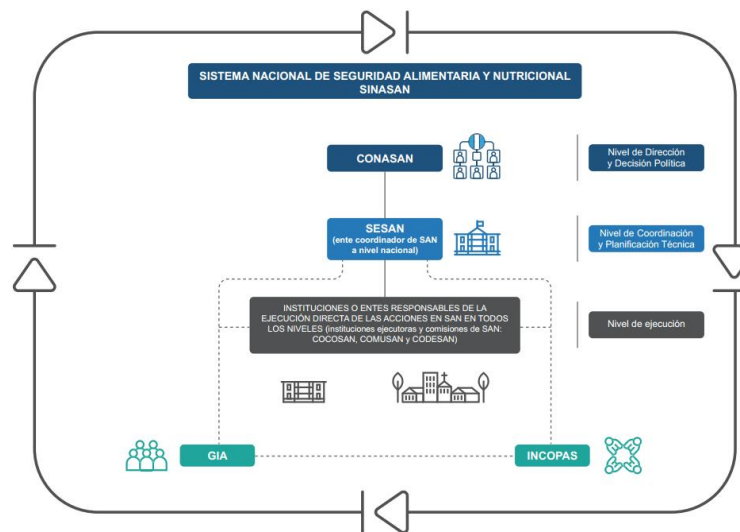 SISTEMA NACIONAL DE SEGURIDAD ALIMENTARIA Y NUTRICIONAL
SINASAN
CONASAN
Nivel de Dirección
y Decisión Política
SESAN
(ente coordinador de SAN
a nivel nacional)
Nivel de Coordinación
y Planificación Técnica
INSTITUCIONES O ENTES RESPONSABLES DE LA
EJECUCIÓN DIRECTA DE LAS ACCIONES EN SAN EN TODOS
LOS NIVELES (instituciones ejecutoras y comisiones de SAN:
COCOSAN, COMUSAN y CODESAN)
Nivel de ejecución
GIA
INCOPAS